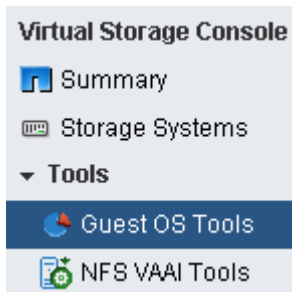 Virtual Storage Console
Summary
Storage Systems
Tools
Guest OS Tools
NFS VAAI Tools